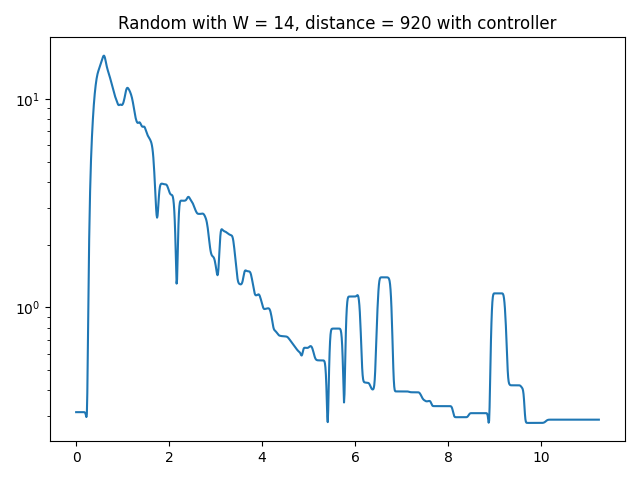 Random with W = 14, distance = 920 with controller
10¹
10⁰
0 2 4 6 8 10